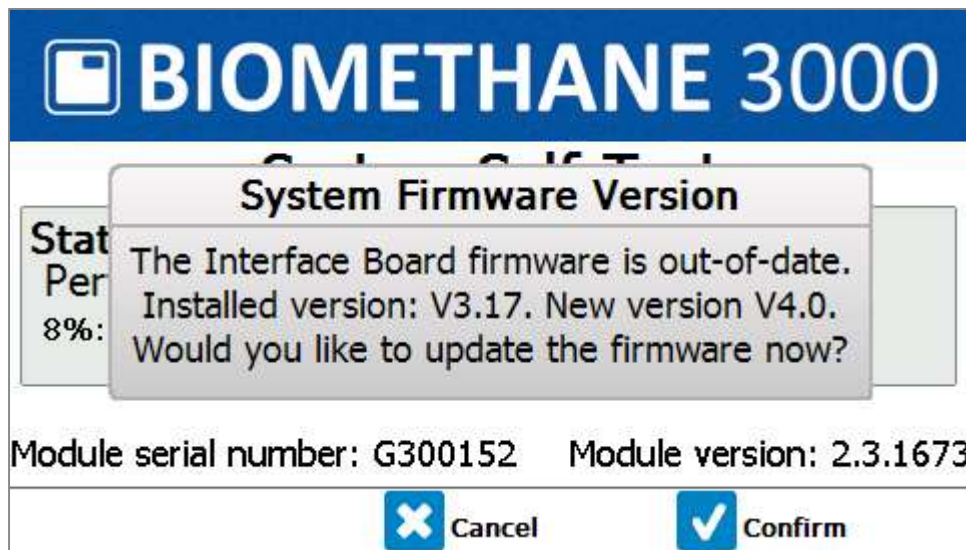 BIOMETHANE 3000
System Firmware Version
The Interface Board firmware is out-of-date.
Installed version: V3.17. New version V4.0.
Would you like to update the firmware now?
8%:
Module serial number: G300152 Module version: 2.3.1673
Cancel Confirm